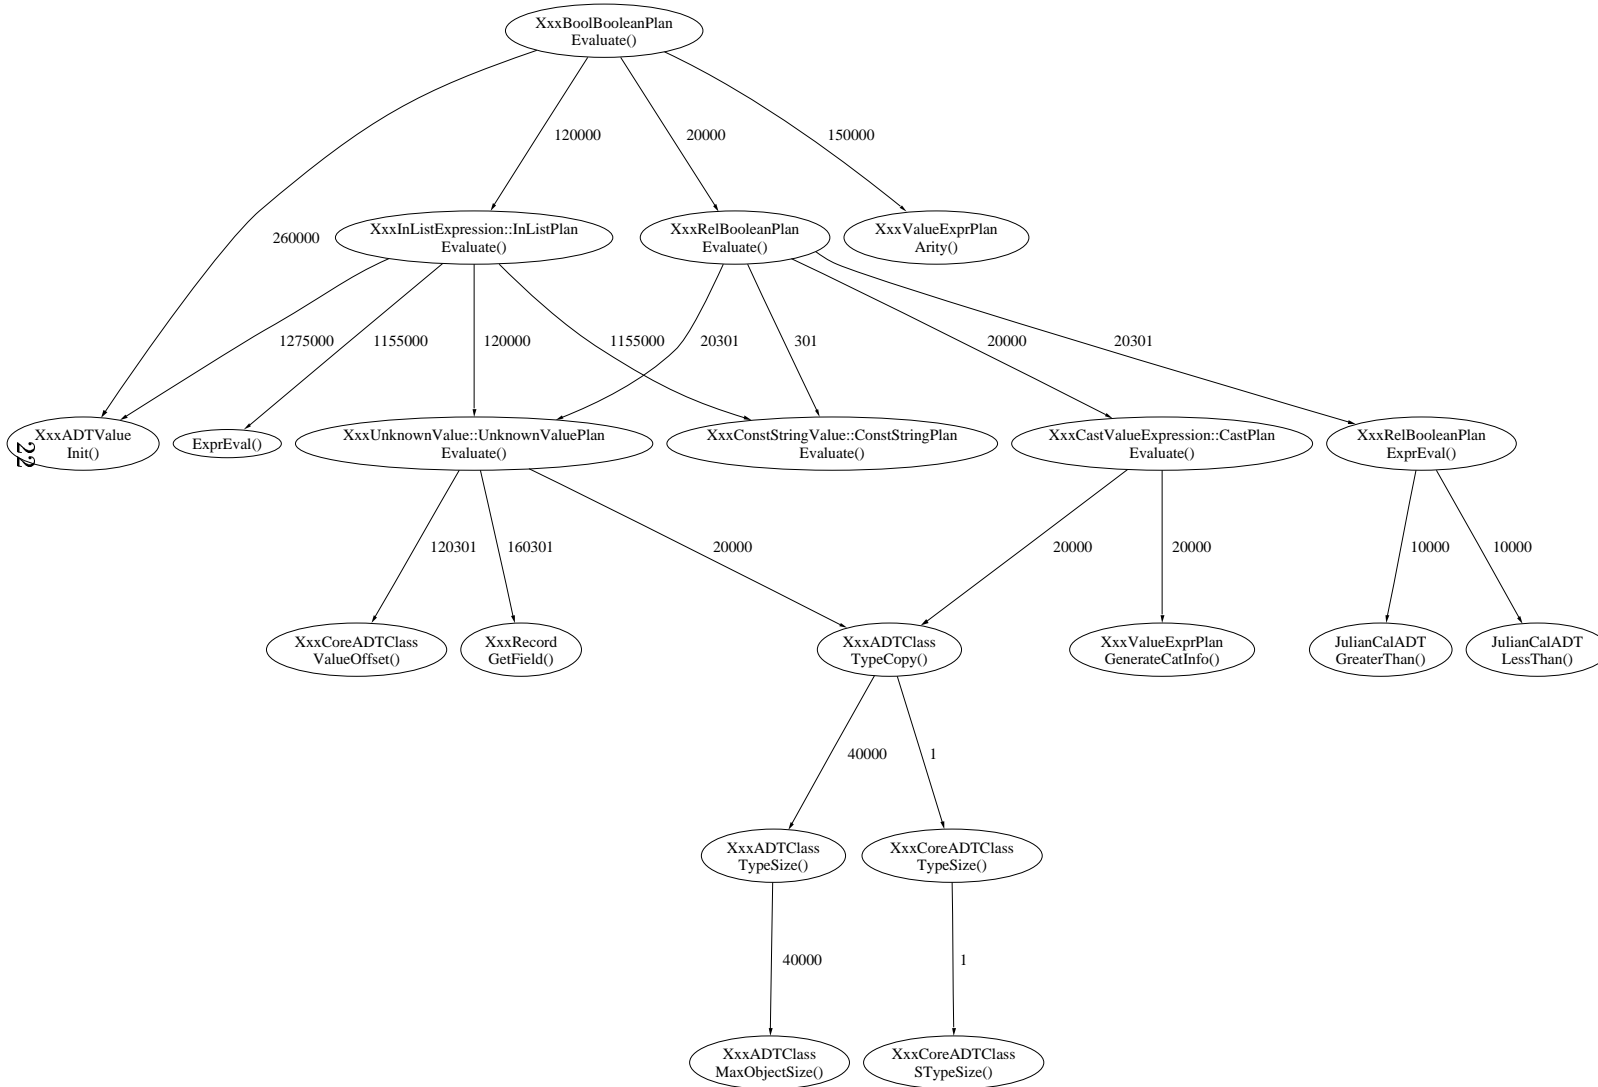 XxxBoolBooleanPlan
Evaluate()
120000
20000
150000
260000
XxxInListExpression::InListPlan
Evaluate()
XxxRelBooleanPlan
Evaluate()
XxxValueExprPlan
Arity()
1275000
1155000
120000
1155000
20301
301
20000
20301
XxxADTValue
Init()
ExprEval()
XxxUnknownValue::UnknownValuePlan
Evaluate()
XxxConstStringValue::ConstStringPlan
Evaluate()
XxxCastValueExpression::CastPlan
Evaluate()
XxxRelBooleanPlan
ExprEval()
22
120301
160301
20000
20000
20000
10000
10000
XxxCoreADTClass
ValueOffset()
XxxRecord
GetField()
XxxADTClass
TypeCopy()
XxxValueExprPlan
GenerateCatInfo()
JulianCalADT
GreaterThan()
JulianCalADT
LessThan()
40000
1
XxxADTClass
TypeSize()
XxxCoreADTClass
TypeSize()
40000
1
XxxADTClass
MaxObjectSize()
XxxCoreADTClass
STypeSize()